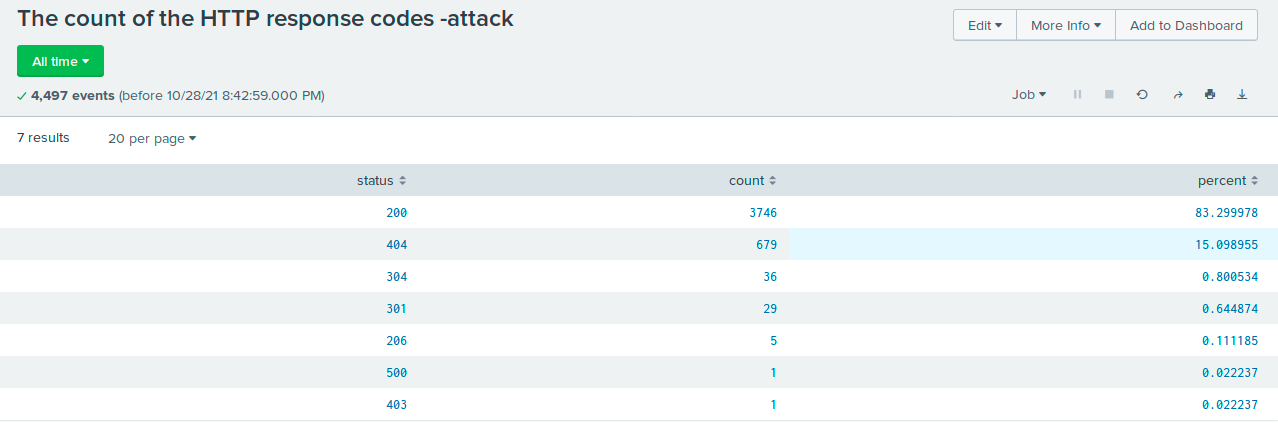 The count of the HTTP response codes -attack
Edit More Info Add to Dashboard
All time
4,497 events (before 10/28/21 8:42:59.000 PM)
Job
7 results 20 per page
status count percent
200 3746 83.299978
404 679 15.098955
304 36 0.800534
301 29 0.644874
206 5 0.111185
500 1 0.022237
403 1 0.022237